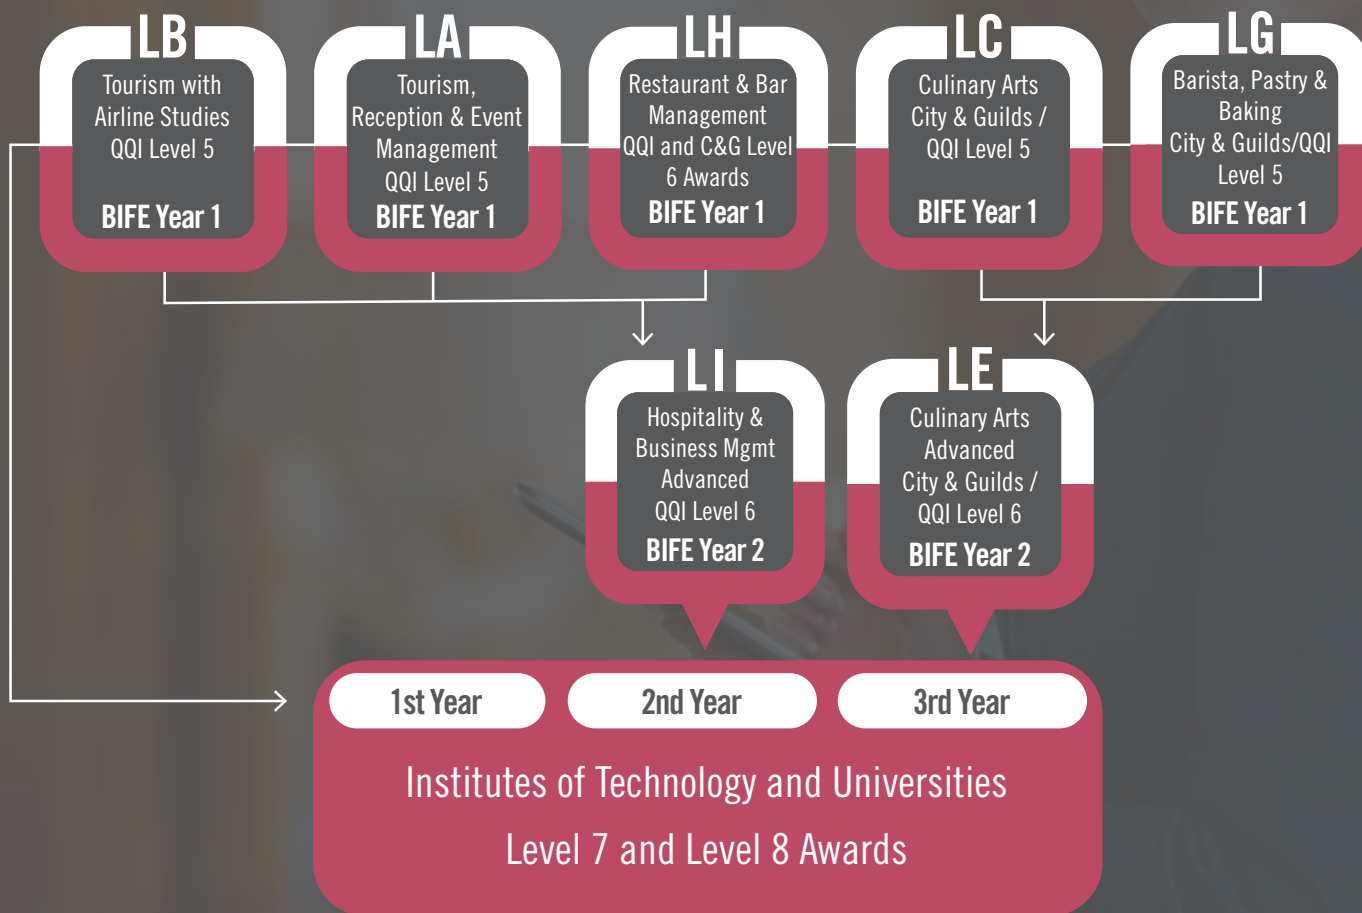 LB
Tourism with
Airline Studies
QQI Level 5
BIFE Year 1
LA
Tourism,
Reception & Event
Management
QQI Level 5
BIFE Year 1
LH
Restaurant & Bar
Management
QQI and C&G Level
6 Awards
BIFE Year 1
LC
Culinary Arts
City & Guilds /
QQI Level 5
BIFE Year 1
LG
Barista, Pastry &
Baking
City & Guilds/QQI
Level 5
BIFE Year 1
LI
Hospitality &
Business Mgmt
Advanced
QQI Level 6
BIFE Year 2
LE
Culinary Arts
Advanced
City & Guilds /
QQI Level 6
BIFE Year 2
1st Year
2nd Year
3rd Year
Institutes of Technology and Universities
Level 7 and Level 8 Awards